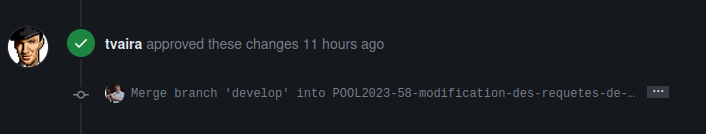 tvaira approved these changes 11 hours ago
Merge branch 'develop' into POOL2023-58-modification-des-requetes-de-…